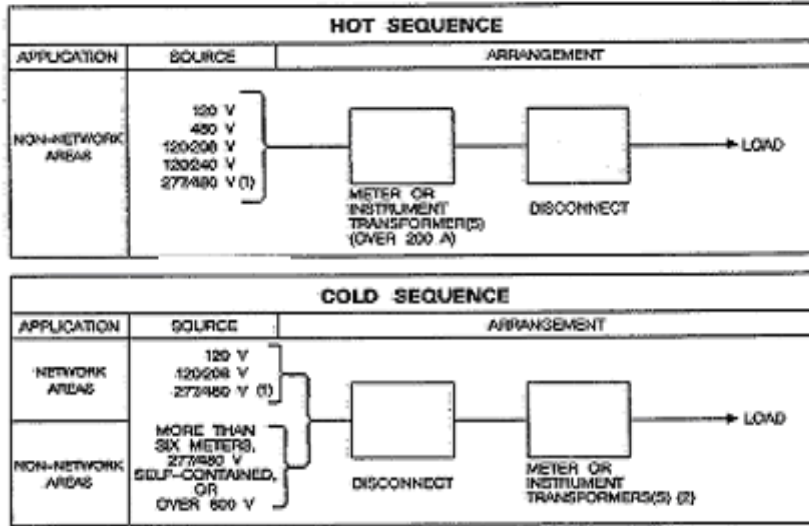 HOT SEQUENCE
APPLICATION
SOURCE
ARRANGEMENT
NON-NETWORK
AREAS
120 V
480 V
120/208 V
120/240 V
277/480 V (1)
METER OR
INSTRUMENT
TRANSFORMER(S)
(OVER 200 A)
DISCONNECT
LOAD
COLD SEQUENCE
APPLICATION
SOURCE
ARRANGEMENT
NETWORK
AREAS
120 V
120/208 V
277/480 V (1)
NON-NETWORK
AREAS
MORE THAN
SIX METERS,
277/480 V
SELF-CONTAINED,
OR
OVER 600 V
DISCONNECT
METER OR
INSTRUMENT
TRANSFORMERS(S) (2)
LOAD